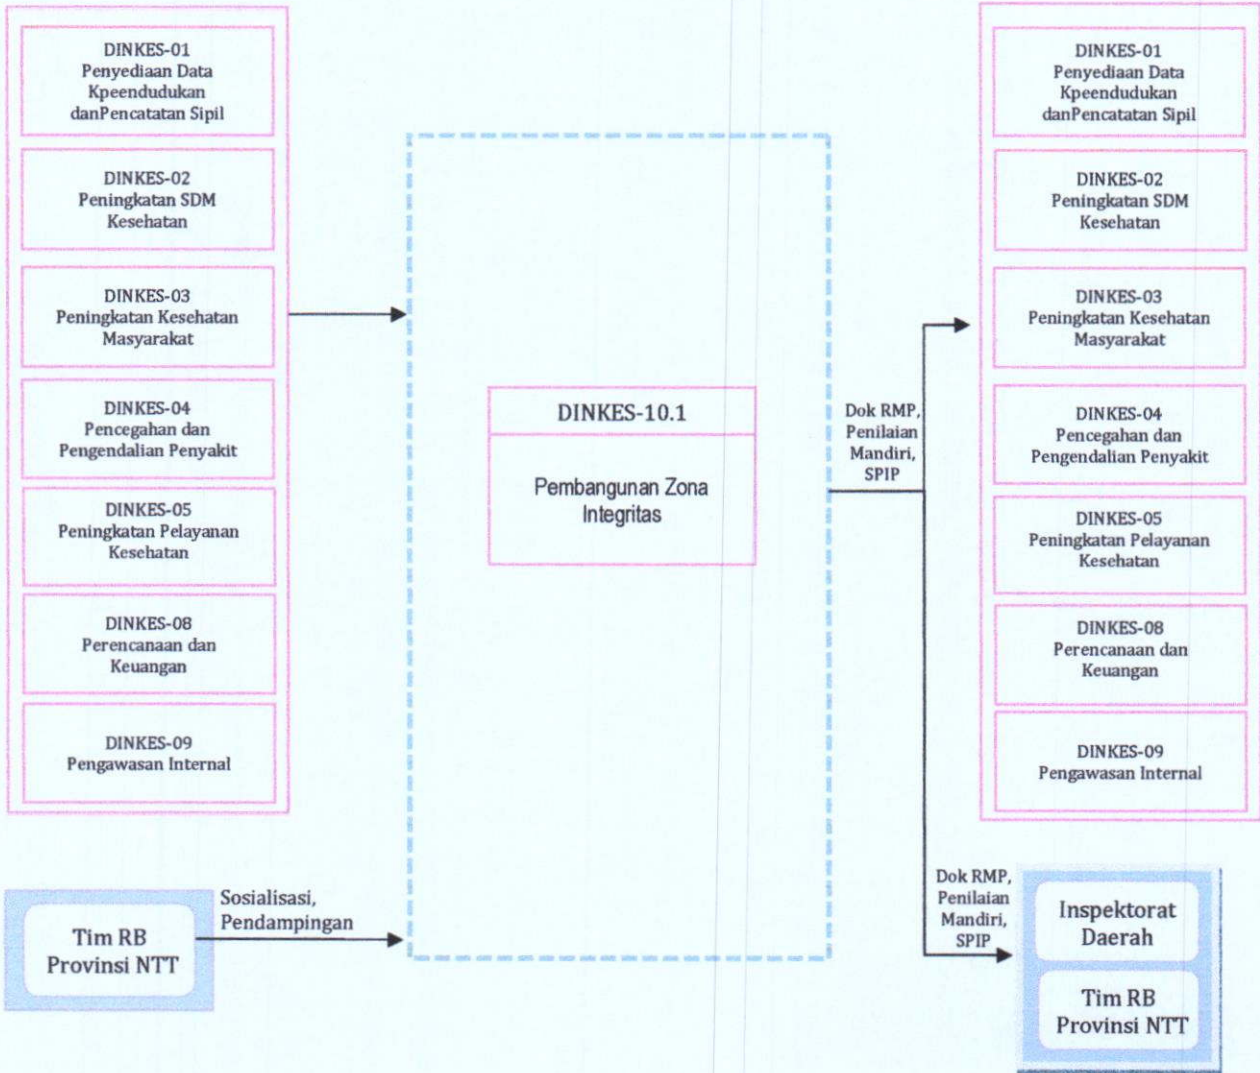 DINKES-01
Penyediaan Data
Kpeendudukan
danPencatatan Sipil
DINKES-02
Peningkatan SDM
Kesehatan
DINKES-03
Peningkatan Kesehatan
Masyarakat
DINKES-04
Pencegahan dan
Pengendalian Penyakit
DINKES-05
Peningkatan Pelayanan
Kesehatan
DINKES-08
Perencanaan dan
Keuangan
DINKES-09
Pengawasan Internal
Tim RB
Provinsi NTT
Sosialisasi,
Pendampingan
DINKES-10.1
Pembangunan Zona
Integritas
Dok RMP,
Penilaian
Mandiri,
SPIP
DINKES-01
Penyediaan Data
Kpeendudukan
danPencatatan Sipil
DINKES-02
Peningkatan SDM
Kesehatan
DINKES-03
Peningkatan Kesehatan
Masyarakat
DINKES-04
Pencegahan dan
Pengendalian Penyakit
DINKES-05
Peningkatan Pelayanan
Kesehatan
DINKES-08
Perencanaan dan
Keuangan
DINKES-09
Pengawasan Internal
Dok RMP,
Penilaian
Mandiri,
SPIP
Inspektorat
Daerah
Tim RB
Provinsi NTT